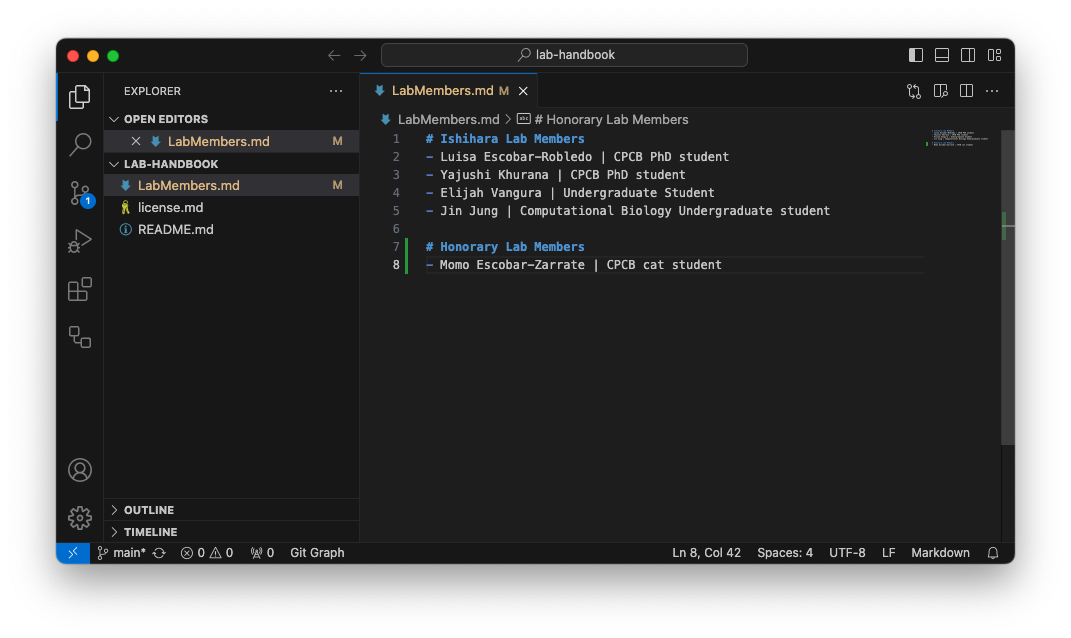 lab-handbook
EXPLORER
OPEN EDITORS
LabMembers.md M
LAB-HANDBOOK
LabMembers.md M
license.md
README.md
OUTLINE
TIMELINE
LabMembers.md M
LabMembers.md > abc # Honorary Lab Members
1 # Ishihara Lab Members
2 - Luisa Escobar-Robledo | CPCB PhD student
3 - Yajushi Khurana | CPCB PhD student
4 - Elijah Vangura | Undergraduate Student
5 - Jin Jung | Computational Biology Undergraduate student
6
7 # Honorary Lab Members
8 - Momo Escobar-Zarrate | CPCB cat student
1
main* 0 0 0 Git Graph
Ln 8, Col 42 Spaces: 4 UTF-8 LF Markdown